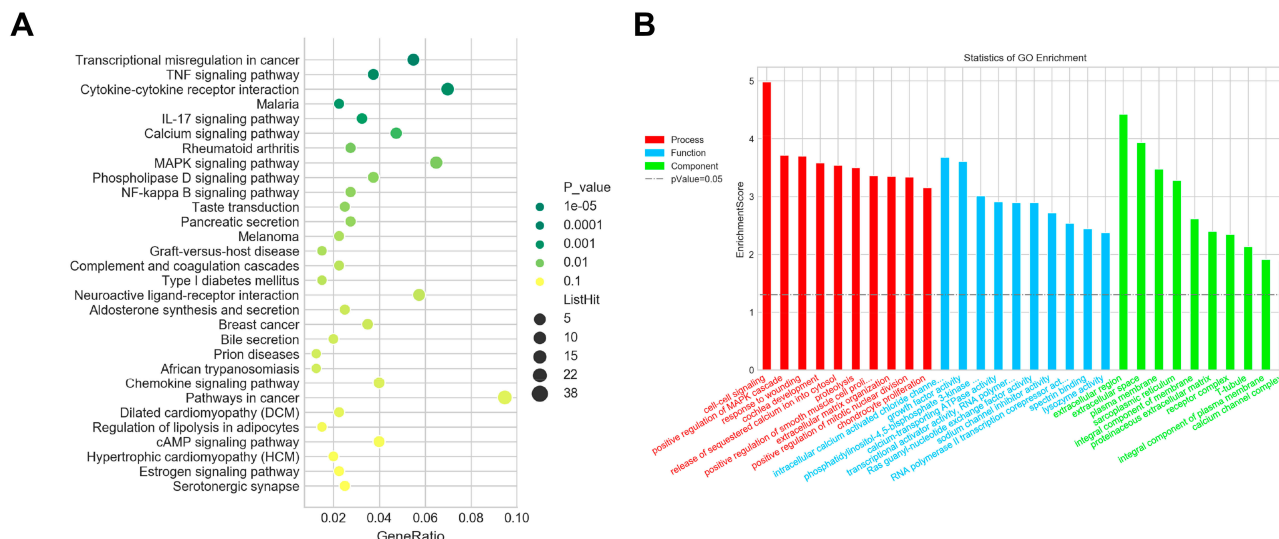 A
Transcriptional misregulation in cancer
TNF signaling pathway
Cytokine-cytokine receptor interaction
Malaria
IL-17 signaling pathway
Calcium signaling pathway
Rheumatoid arthritis
MAPK signaling pathway
Phospholipase D signaling pathway
NF-kappa B signaling pathway
Taste transduction
Pancreatic secretion
Melanoma
Graft-versus-host disease
Complement and coagulation cascades
Type I diabetes mellitus
Neuroactive ligand-receptor interaction
Aldosterone synthesis and secretion
Breast cancer
Bile secretion
Prion diseases
African trypanosomiasis
Chemokine signaling pathway
Pathways in cancer
Dilated cardiomyopathy (DCM)
Regulation of lipolysis in adipocytes
cAMP signaling pathway
Hypertrophic cardiomyopathy (HCM)
Estrogen signaling pathway
Serotonergic synapse
0.02 0.04 0.06 0.08 0.10
GeneRatio
P_value
1e-05
0.0001
0.001
0.01
0.1
ListHit
5
10
15
22
38
B
Statistics of GO Enrichment
Process
Function
Component
pValue=0.05
EnrichmentScore
5
4
3
2
1
0
cell-cell signaling
positive regulation of MAPK cascade
response to wounding
cochlea development
release of sequestered calcium ion into cytosol
proteolysis
positive regulation of smooth muscle cell proli...
extracellular matrix organization
positive regulation of mitotic nuclear division
chondrocyte proliferation
intracellular calcium activated chloride channe...
growth factor activity
phosphatidylinositol-4,5-bisphosphate 3-kinase ...
calcium-transporting ATPase activity
transcriptional activator activity, RNA polymer...
Ras guanyl-nucleotide exchange factor activity
sodium channel inhibitor activity
RNA polymerase II transcription corepressor act...
spectrin binding
lysozyme activity
extracellular region
extracellular space
plasma membrane
sarcoplasmic reticulum
integral component of membrane
proteinaceous extracellular matrix
receptor complex
T-tubule
integral component of plasma membrane
calcium channel complex